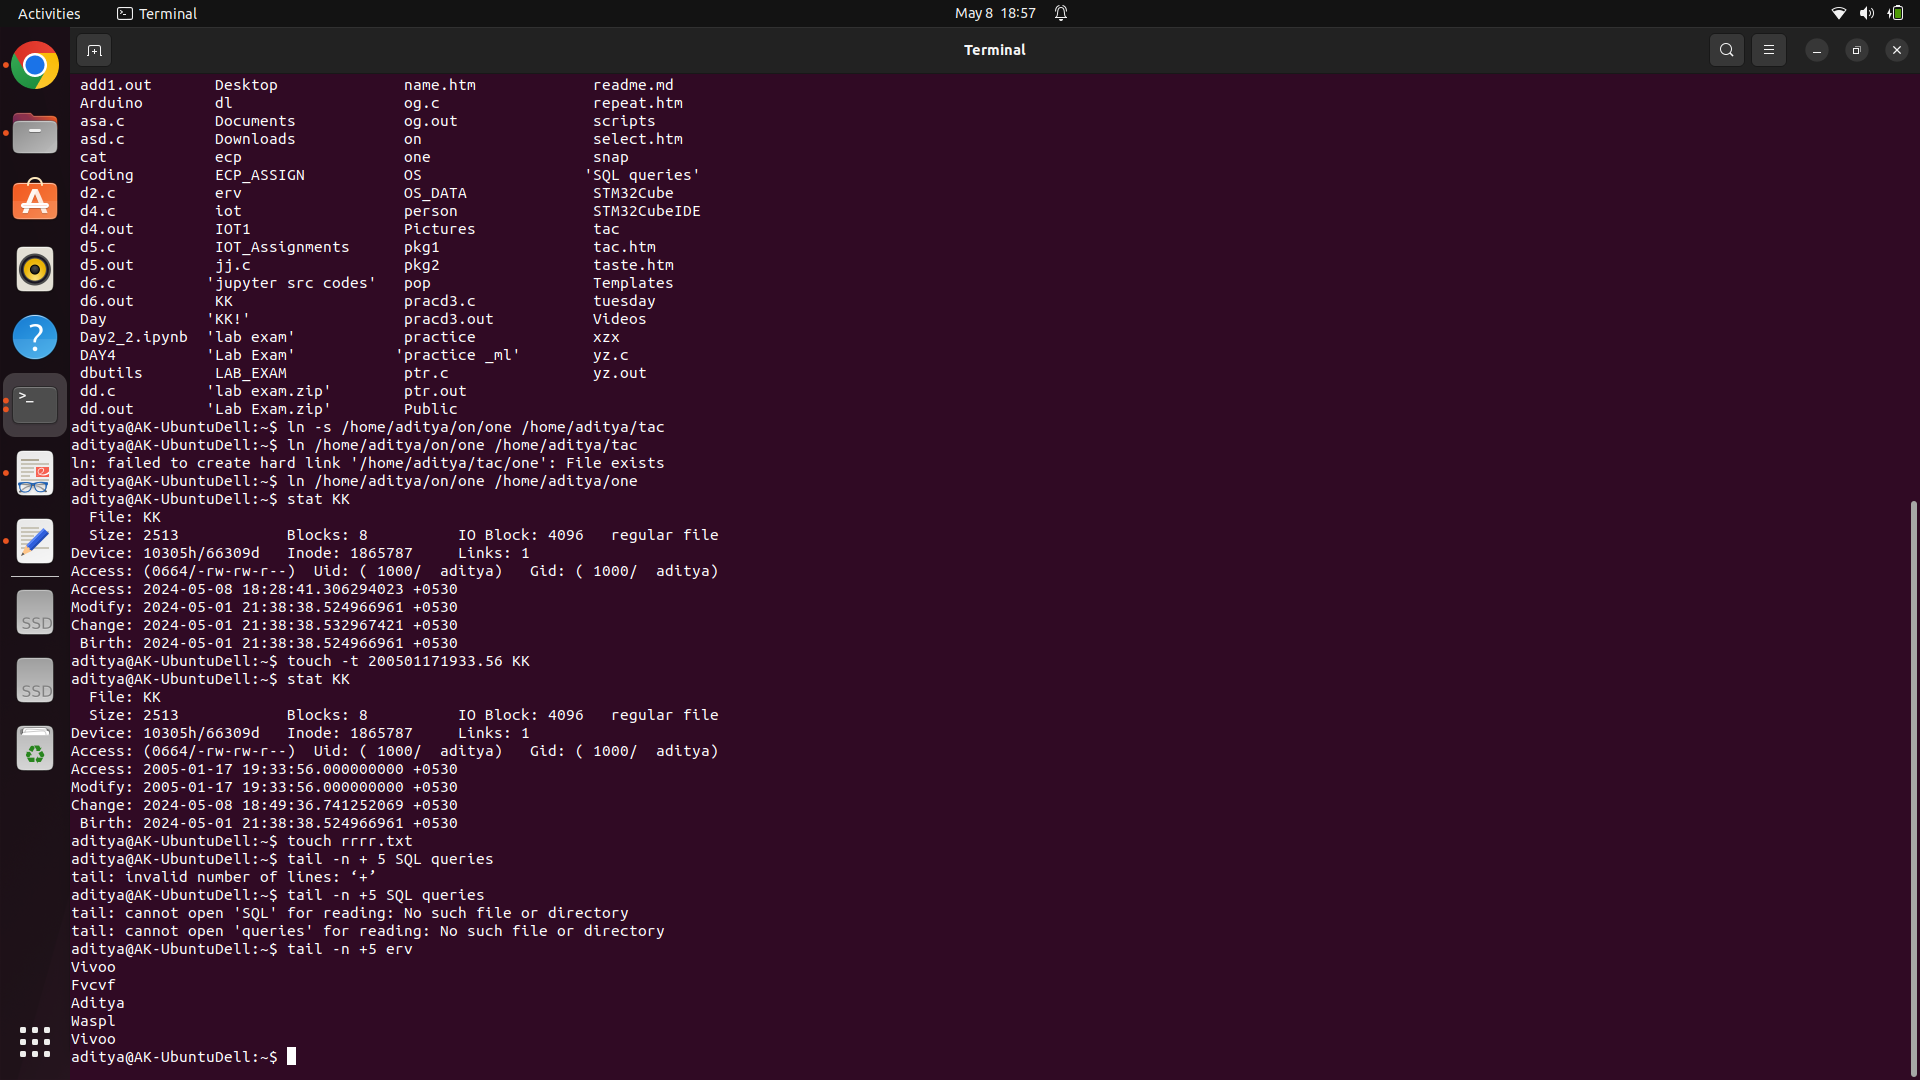 Activities Terminal May 8 18:57
Terminal
add1.out Desktop name.htm readme.md
Arduino dl og.c repeat.htm
asa.c Documents og.out scripts
asd.c Downloads on select.htm
cat ecp one snap
Coding ECP_ASSIGN OS 'SQL queries'
d2.c erv OS_DATA STM32Cube
d4.c iot person STM32CubeIDE
d4.out IOT1 Pictures tac
d5.c IOT_Assignments pkg1 tac.htm
d5.out jj.c pkg2 taste.htm
d6.c 'jupyter src codes' pop Templates
d6.out KK pracd3.c tuesday
Day 'KK!' pracd3.out Videos
Day2_2.ipynb 'lab exam' practice xzx
DAY4 'Lab Exam' 'practice _ml' yz.c
dbutils LAB_EXAM ptr.c yz.out
dd.c 'lab exam.zip' ptr.out
dd.out 'Lab Exam.zip' Public
aditya@AK-UbuntuDell:~$ ln -s /home/aditya/on/one /home/aditya/tac
aditya@AK-UbuntuDell:~$ ln /home/aditya/on/one /home/aditya/tac
ln: failed to create hard link '/home/aditya/tac/one': File exists
aditya@AK-UbuntuDell:~$ ln /home/aditya/on/one /home/aditya/one
aditya@AK-UbuntuDell:~$ stat KK
File: KK
Size: 2513 Blocks: 8 IO Block: 4096 regular file
Device: 10305h/66309d Inode: 1865787 Links: 1
Access: (0664/-rw-rw-r--) Uid: ( 1000/ aditya) Gid: ( 1000/ aditya)
Access: 2024-05-08 18:28:41.306294023 +0530
Modify: 2024-05-01 21:38:38.524966961 +0530
Change: 2024-05-01 21:38:38.532967421 +0530
Birth: 2024-05-01 21:38:38.524966961 +0530
aditya@AK-UbuntuDell:~$ touch -t 200501171933.56 KK
aditya@AK-UbuntuDell:~$ stat KK
File: KK
Size: 2513 Blocks: 8 IO Block: 4096 regular file
Device: 10305h/66309d Inode: 1865787 Links: 1
Access: (0664/-rw-rw-r--) Uid: ( 1000/ aditya) Gid: ( 1000/ aditya)
Access: 2005-01-17 19:33:56.000000000 +0530
Modify: 2005-01-17 19:33:56.000000000 +0530
Change: 2024-05-08 18:49:36.741252069 +0530
Birth: 2024-05-01 21:38:38.524966961 +0530
aditya@AK-UbuntuDell:~$ touch rrrr.txt
aditya@AK-UbuntuDell:~$ tail -n + 5 SQL queries
tail: invalid number of lines: ‘+’
aditya@AK-UbuntuDell:~$ tail -n +5 SQL queries
tail: cannot open 'SQL' for reading: No such file or directory
tail: cannot open 'queries' for reading: No such file or directory
aditya@AK-UbuntuDell:~$ tail -n +5 erv
Vivoo
Fvcvf
Aditya
Waspl
Vivoo
aditya@AK-UbuntuDell:~$
SSD
SSD